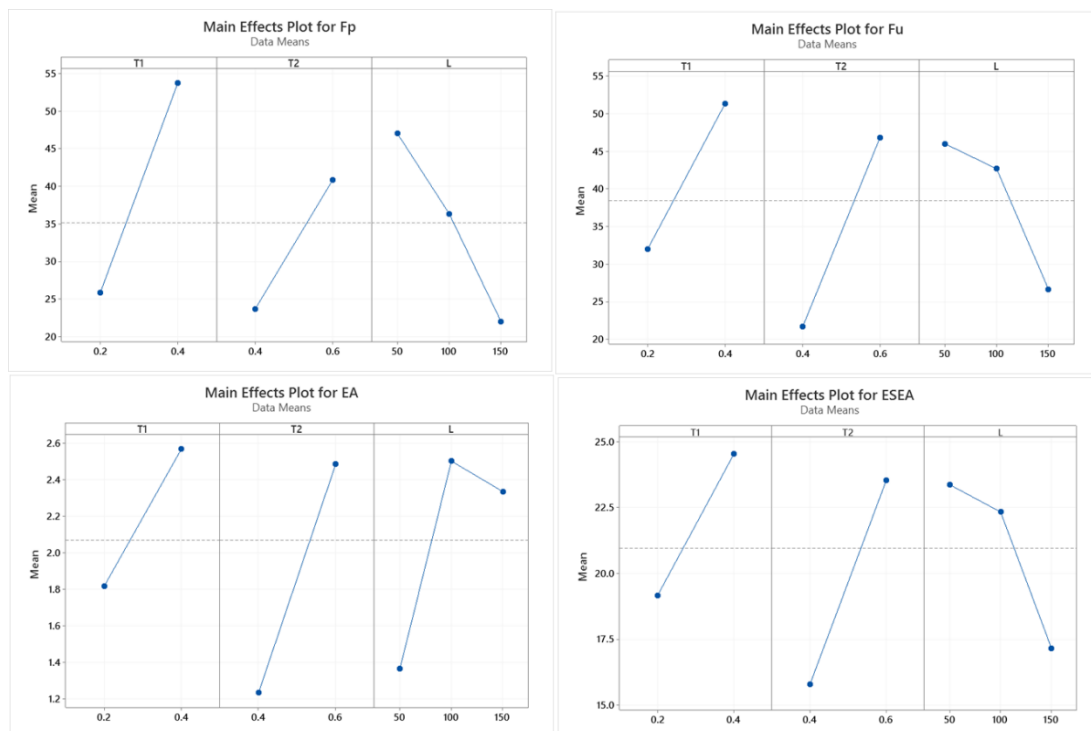 Main Effects Plot for Fp
Data Means
T1 T2 L
55
50
45
40
35
30
25
20
Mean
0.2 0.4 0.4 0.6 50 100 150
Main Effects Plot for Fu
Data Means
T1 T2 L
55
50
45
40
35
30
25
20
Mean
0.2 0.4 0.4 0.6 50 100 150
Main Effects Plot for EA
Data Means
T1 T2 L
2.6
2.4
2.2
2.0
1.8
1.6
1.4
1.2
Mean
0.2 0.4 0.4 0.6 50 100 150
Main Effects Plot for ESEA
Data Means
T1 T2 L
25.0
22.5
20.0
17.5
15.0
Mean
0.2 0.4 0.4 0.6 50 100 150